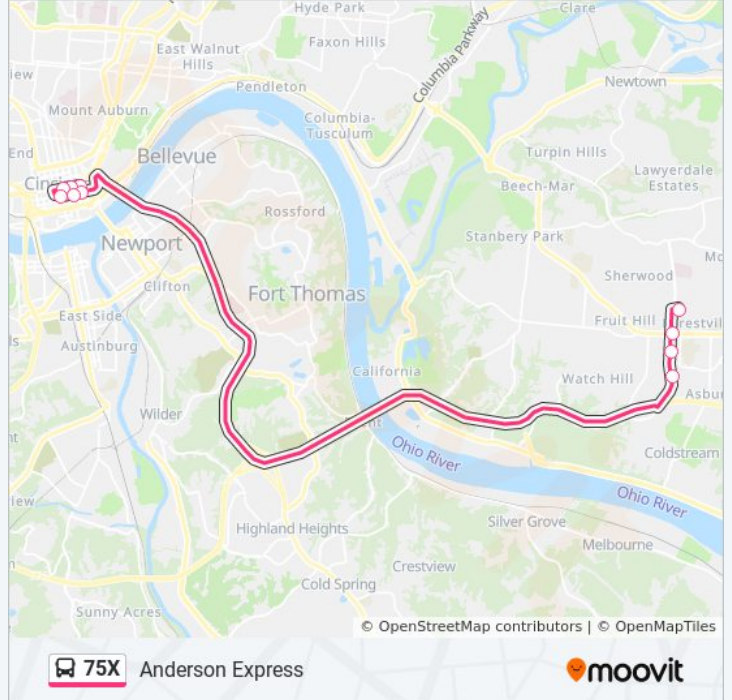 Hyde Park
Clare
Faxon Hills
East Walnut
Hills
Columbia Parkway
Newtown
Pendleton
Mount Auburn
Columbia-
Tusculum
Turpin Hills
End
Bellevue
Lawyerdale
Estates
Beech-Mar
Rossford
Newport
Stanbery Park
Sherwood
Clifton
Fort Thomas
East Side
Fruit Hill
Austinburg
California
Watch Hill
Wilder
Ohio River
Coldstream
Ohio River
Highland Heights
Silver Grove
Melbourne
Crestview
Cold Spring
Sunny Acres
© OpenStreetMap contributors | © OpenMapTiles
75X Anderson Express
moovit